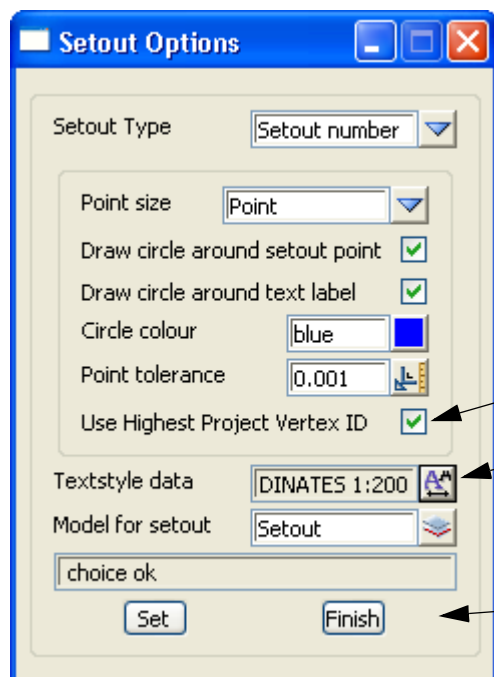 Setout Options
Setout Type Setout number
Point size Point
Draw circle around setout point
Draw circle around text label
Circle colour blue
Point tolerance 0.001
Use Highest Project Vertex ID
Textstyle data DINATES 1:200
Model for setout Setout
choice ok
Set Finish